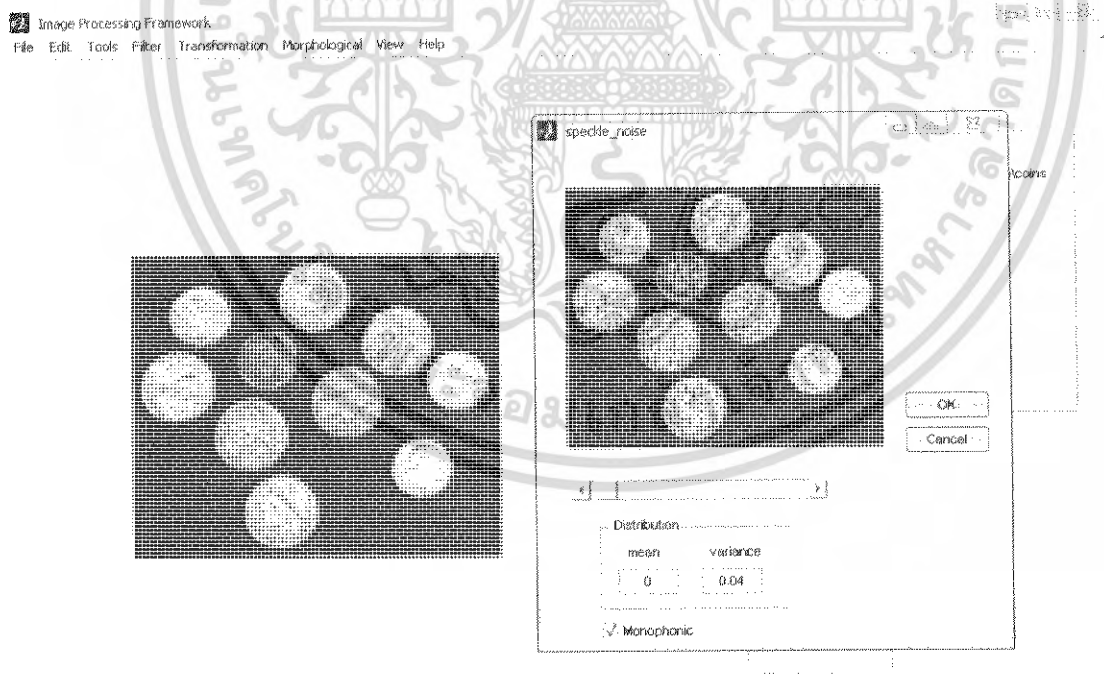 Image Processing Framework
File Edit Tools Filter Transformation Morphological View Help
speckle_noise
\coins
OK
Cancel
Distribution
mean variance
0 0.04
Monophonic